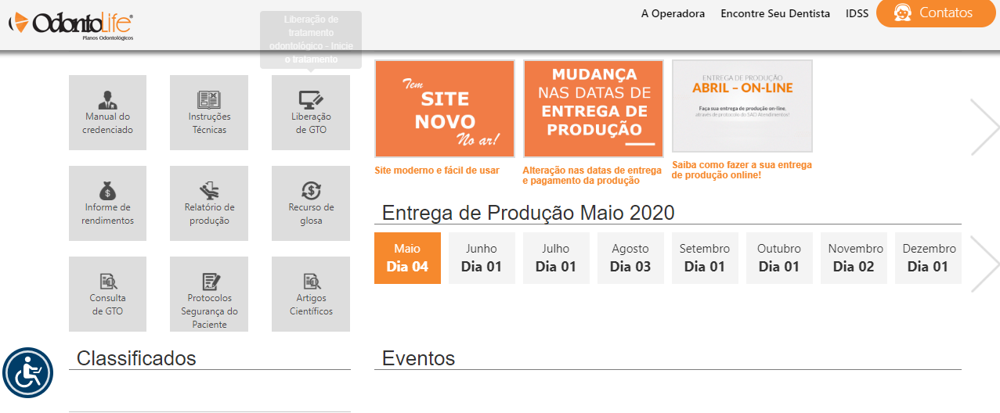 OdontoLife®
Planos Odontológicos
A Operadora
Encontre Seu Dentista
IDSS
Contatos
Liberação de
tratamento
odontológico - Inicie
o tratamento
Manual do
credenciado
Instruções
Técnicas
Liberação
de GTO
Informe de
rendimentos
Relatório de
produção
Recurso de
glosa
Consulta
de GTO
Protocolos
Segurança do
Paciente
Artigos
Científicos
Tem
SITE
NOVO
No ar!
Site moderno e fácil de usar
MUDANÇA
NAS DATAS DE
ENTREGA DE
PRODUÇÃO
Alteração nas datas de entrega
e pagamento da produção
ENTREGA DE PRODUÇÃO
ABRIL – ON-LINE
Faça sua entrega de produção on-line,
através de protocolo do SACI Atendimentos!
Saiba como fazer a sua entrega
de produção online!
Entrega de Produção Maio 2020
Maio
Dia 04
Junho
Dia 01
Julho
Dia 01
Agosto
Dia 03
Setembro
Dia 01
Outubro
Dia 01
Novembro
Dia 02
Dezembro
Dia 01
Classificados
Eventos